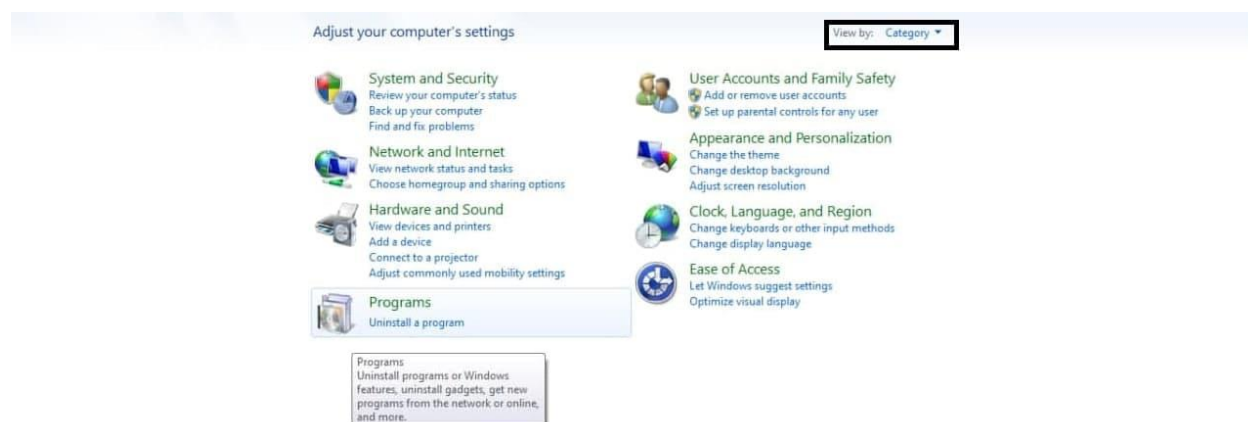 Adjust your computer's settings
View by: Category
System and Security
Review your computer's status
Back up your computer
Find and fix problems
Network and Internet
View network status and tasks
Choose homegroup and sharing options
Hardware and Sound
View devices and printers
Add a device
Connect to a projector
Adjust commonly used mobility settings
Programs
Uninstall a program
Programs
Uninstall programs or Windows
features, uninstall gadgets, get new
programs from the network or online,
and more.
User Accounts and Family Safety
Add or remove user accounts
Set up parental controls for any user
Appearance and Personalization
Change the theme
Change desktop background
Adjust screen resolution
Clock, Language, and Region
Change keyboards or other input methods
Change display language
Ease of Access
Let Windows suggest settings
Optimize visual display